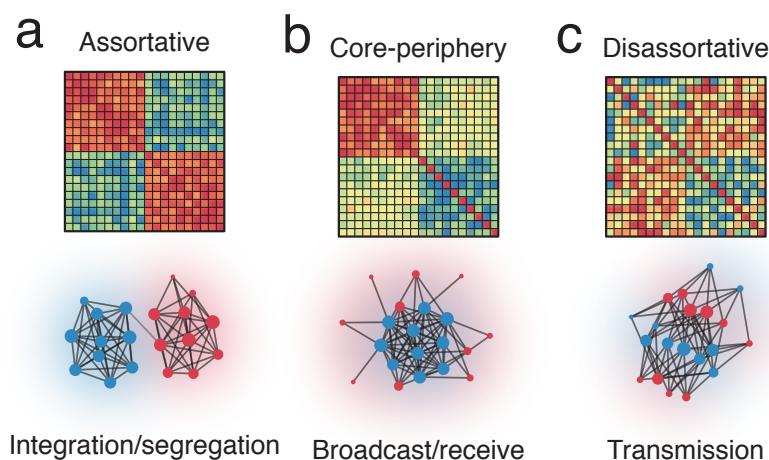 a
Assortative
b
Core-periphery
c
Disassortative
Integration/segregation
Broadcast/receive
Transmission